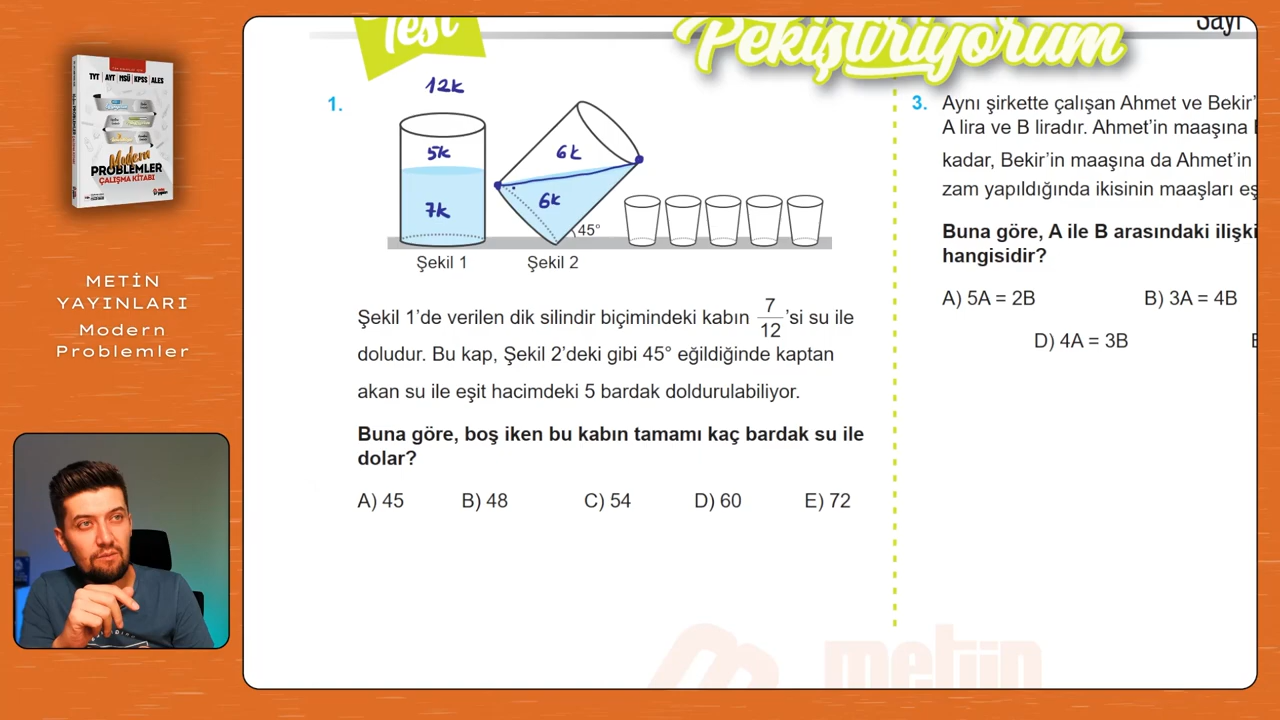 Test
Pekiştiriyorum
Sayı
TYT AYT MSÜ KPSS ALES
Modern
PROBLEMLER
ÇALIŞMA KİTABI
METİN
YAYINLARI
Modern
Problemler
1.
12k
5k
7k
6k
6k
45°
Şekil 1
Şekil 2
Şekil 1'de verilen dik silindir biçimindeki kabın 7/12 'si su ile
doludur. Bu kap, Şekil 2'deki gibi 45° eğildiğinde kaptan
akan su ile eşit hacimdeki 5 bardak doldurulabiliyor.
Buna göre, boş iken bu kabın tamamı kaç bardak su ile
dolar?
A) 45 B) 48 C) 54 D) 60 E) 72
3. Aynı şirkette çalışan Ahmet ve Bekir'
A lira ve B liradır. Ahmet'in maaşına
kadar, Bekir'in maaşına da Ahmet'in
zam yapıldığında ikisinin maaşları eş
Buna göre, A ile B arasındaki ilişki
hangisidir?
A) 5A = 2B B) 3A = 4B
D) 4A = 3B
metin